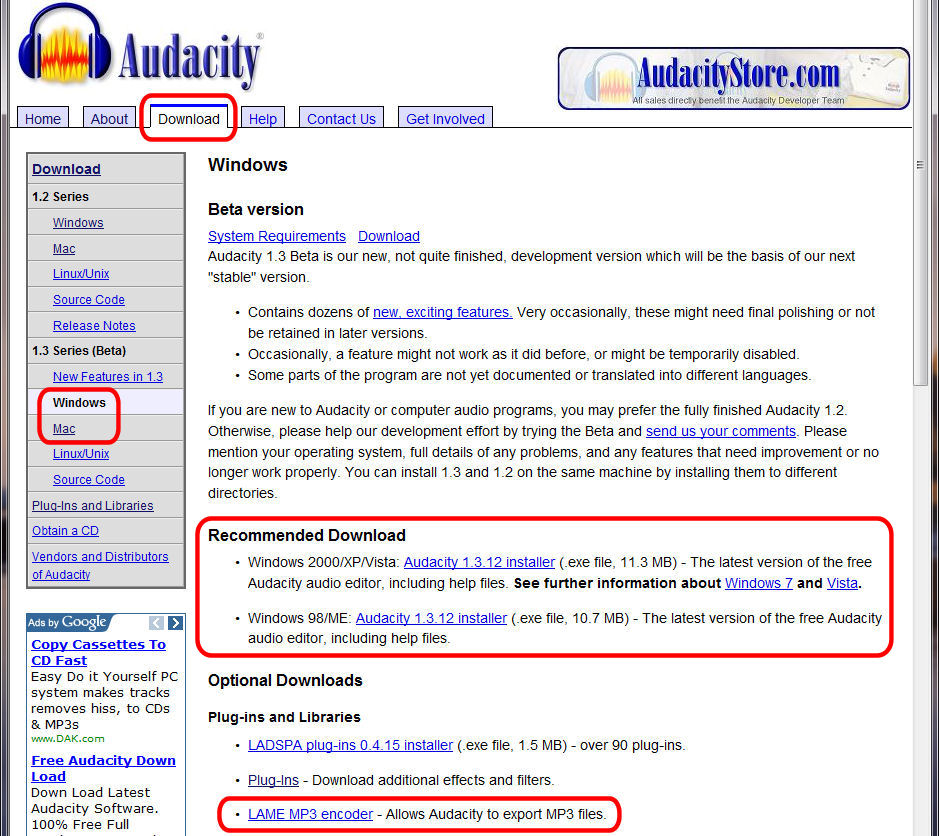 Audacity®
AudacityStore.com
All sales directly benefit the Audacity Developer Team
Home
About
Download
Help
Contact Us
Get Involved
Download
1.2 Series
Windows
Mac
Linux/Unix
Source Code
Release Notes
1.3 Series (Beta)
New Features in 1.3
Windows
Mac
Linux/Unix
Source Code
Plug-Ins and Libraries
Obtain a CD
Vendors and Distributors
of Audacity
Ads by Google
Copy Cassettes To
CD Fast
Easy Do it Yourself PC
system makes tracks
removes hiss, to CDs
& MP3s
www.DAK.com
Free Audacity Down
Load
Down Load Latest
Audacity Software.
100% Free Full
Windows
Beta version
System Requirements Download
Audacity 1.3 Beta is our new, not quite finished, development version which will be the basis of our next
"stable" version.
• Contains dozens of new, exciting features. Very occasionally, these might need final polishing or not
be retained in later versions.
• Occasionally, a feature might not work as it did before, or might be temporarily disabled.
• Some parts of the program are not yet documented or translated into different languages.
If you are new to Audacity or computer audio programs, you may prefer the fully finished Audacity 1.2.
Otherwise, please help our development effort by trying the Beta and send us your comments. Please
mention your operating system, full details of any problems, and any features that need improvement or no
longer work properly. You can install 1.3 and 1.2 on the same machine by installing them to different
directories.
Recommended Download
• Windows 2000/XP/Vista: Audacity 1.3.12 installer (.exe file, 11.3 MB) - The latest version of the free
Audacity audio editor, including help files. See further information about Windows 7 and Vista.
• Windows 98/ME: Audacity 1.3.12 installer (.exe file, 10.7 MB) - The latest version of the free Audacity
audio editor, including help files.
Optional Downloads
Plug-ins and Libraries
• LADSPA plug-ins 0.4.15 installer (.exe file, 1.5 MB) - over 90 plug-ins.
• Plug-Ins - Download additional effects and filters.
• LAME MP3 encoder - Allows Audacity to export MP3 files.